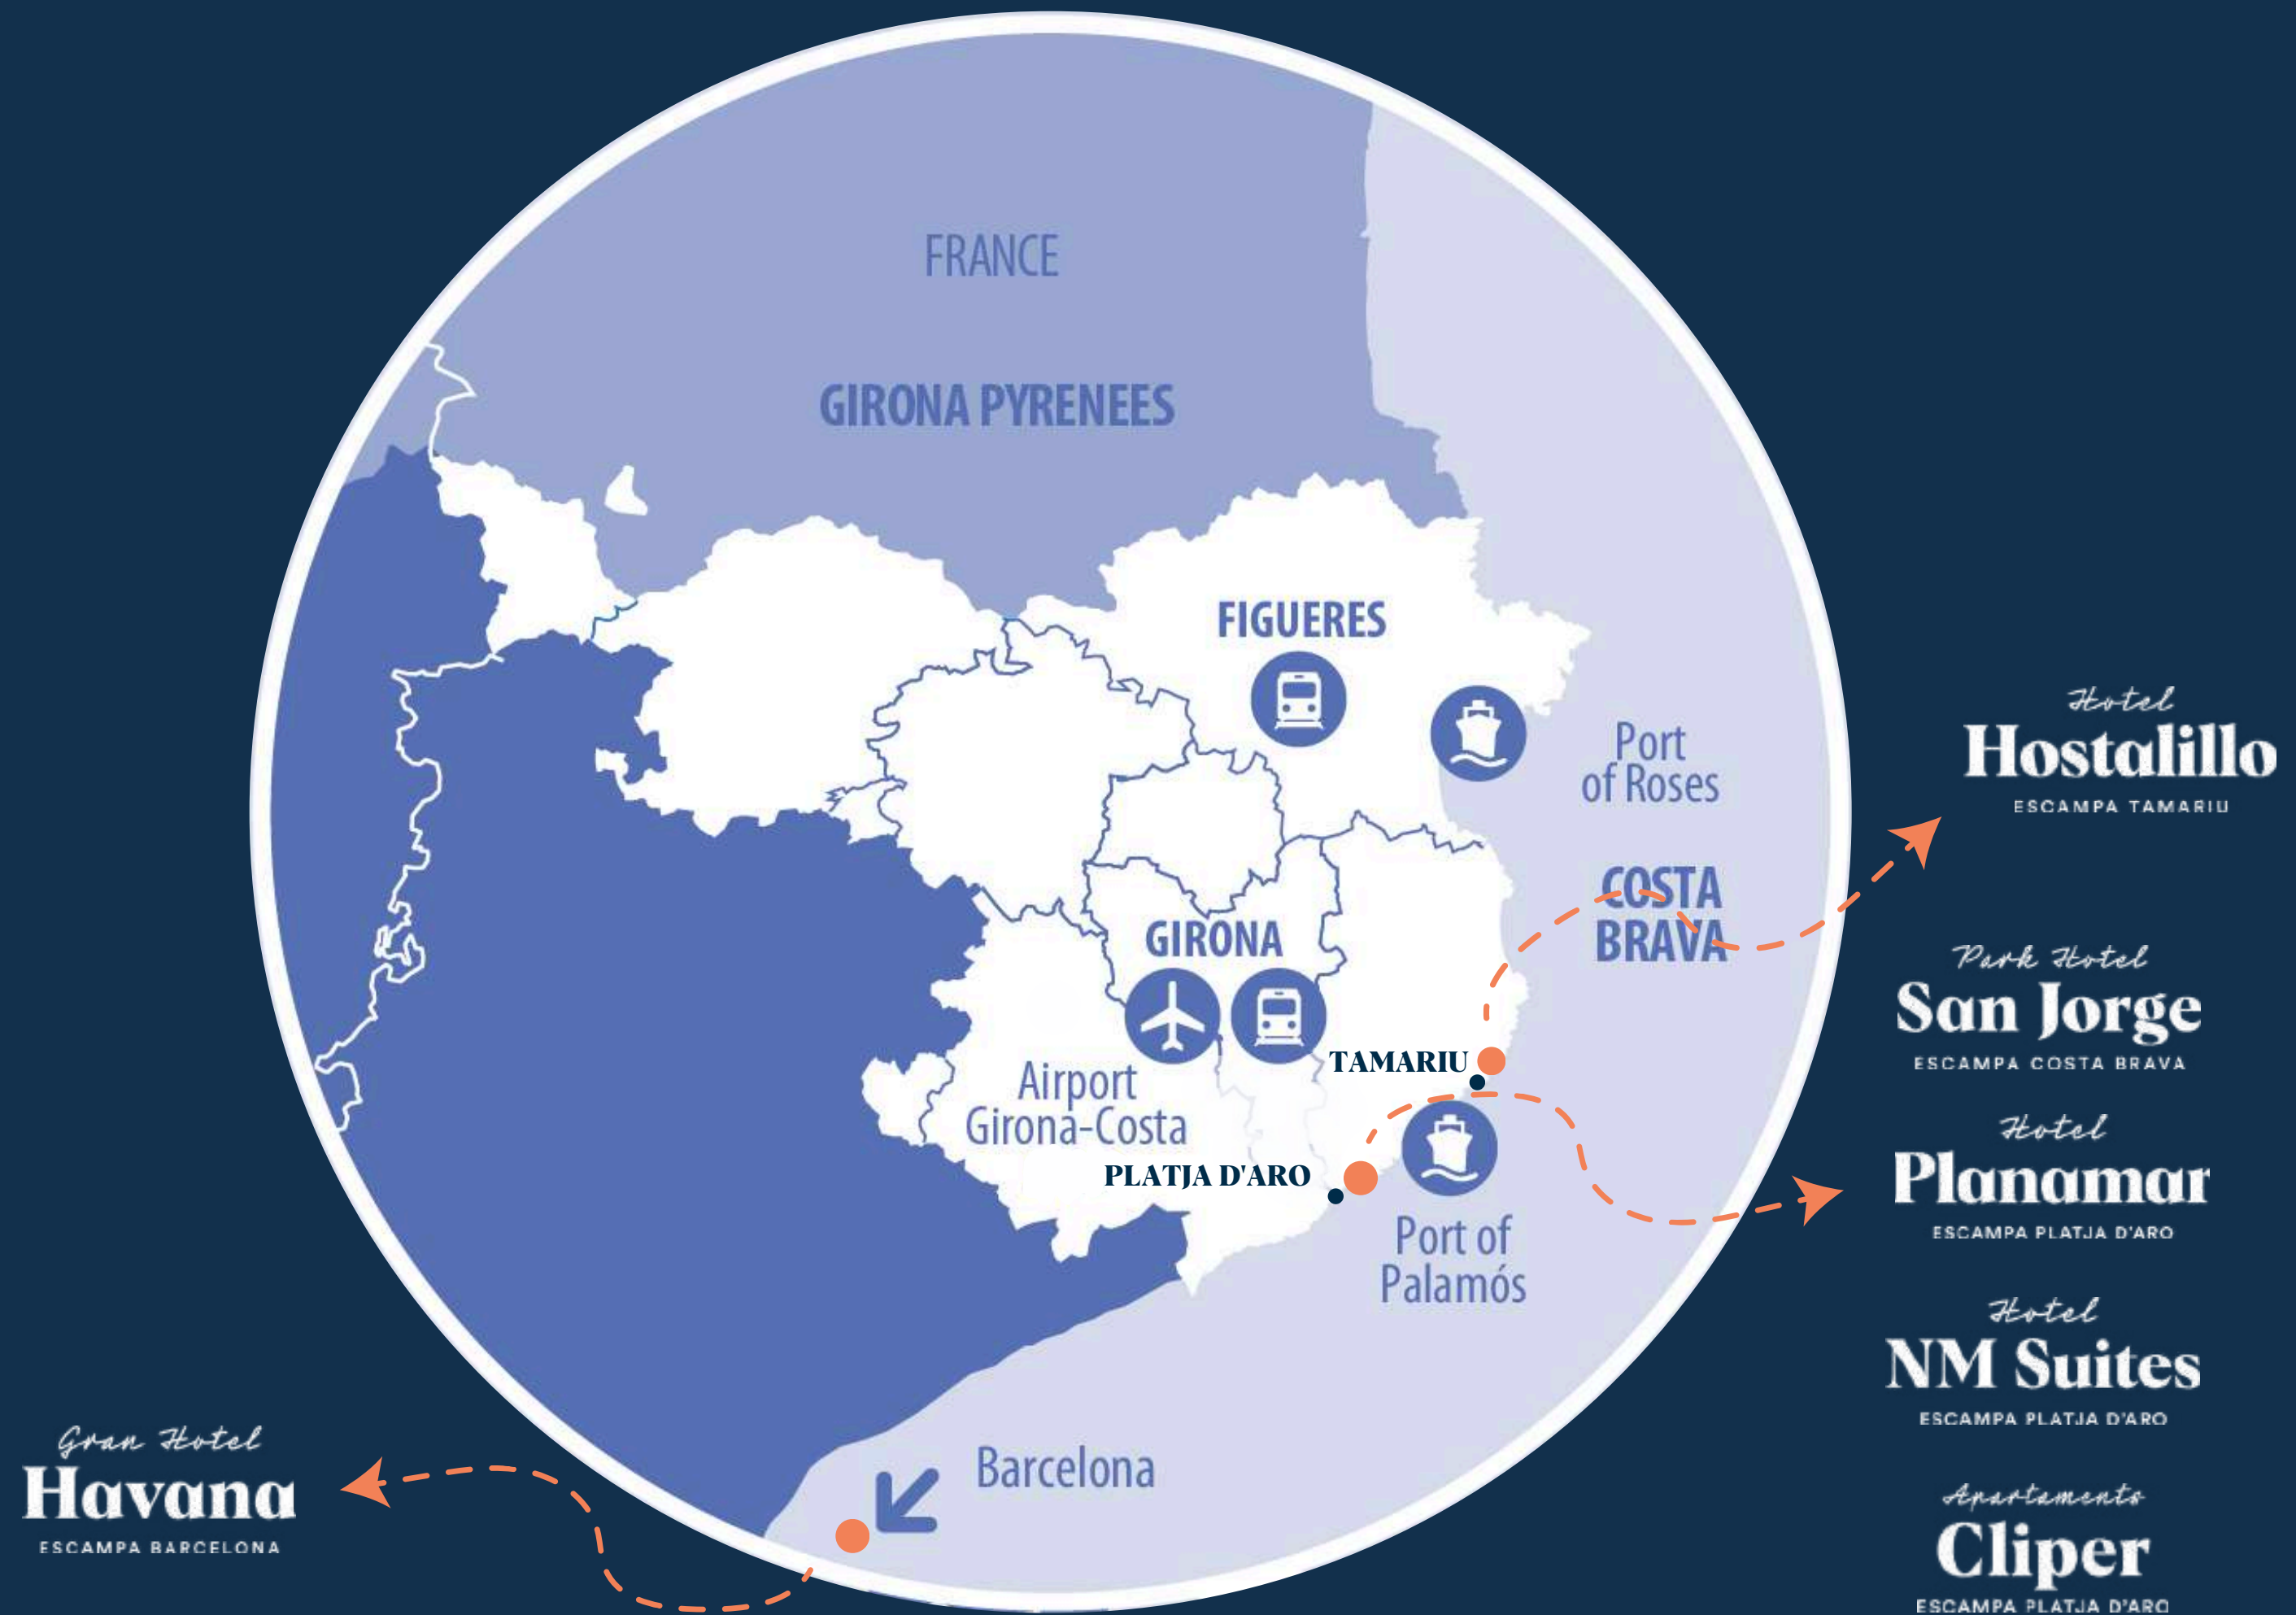 FRANCE
GIRONA PYRENEES
FIGUERES
Port
of Roses
COSTA
BRAVA
GIRONA
Airport
Girona-Costa
TAMARIU
PLATJA D'ARO
Port of
Palamós
Barcelona
Hotel
Hostalillo
ESCAMPA TAMARIU
Park Hotel
San Jorge
ESCAMPA COSTA BRAVA
Hotel
Planamar
ESCAMPA PLATJA D'ARO
Hotel
NM Suites
ESCAMPA PLATJA D'ARO
Apartaments
Cliper
ESCAMPA PLATJA D'ARO
Gran Hotel
Havana
ESCAMPA BARCELONA